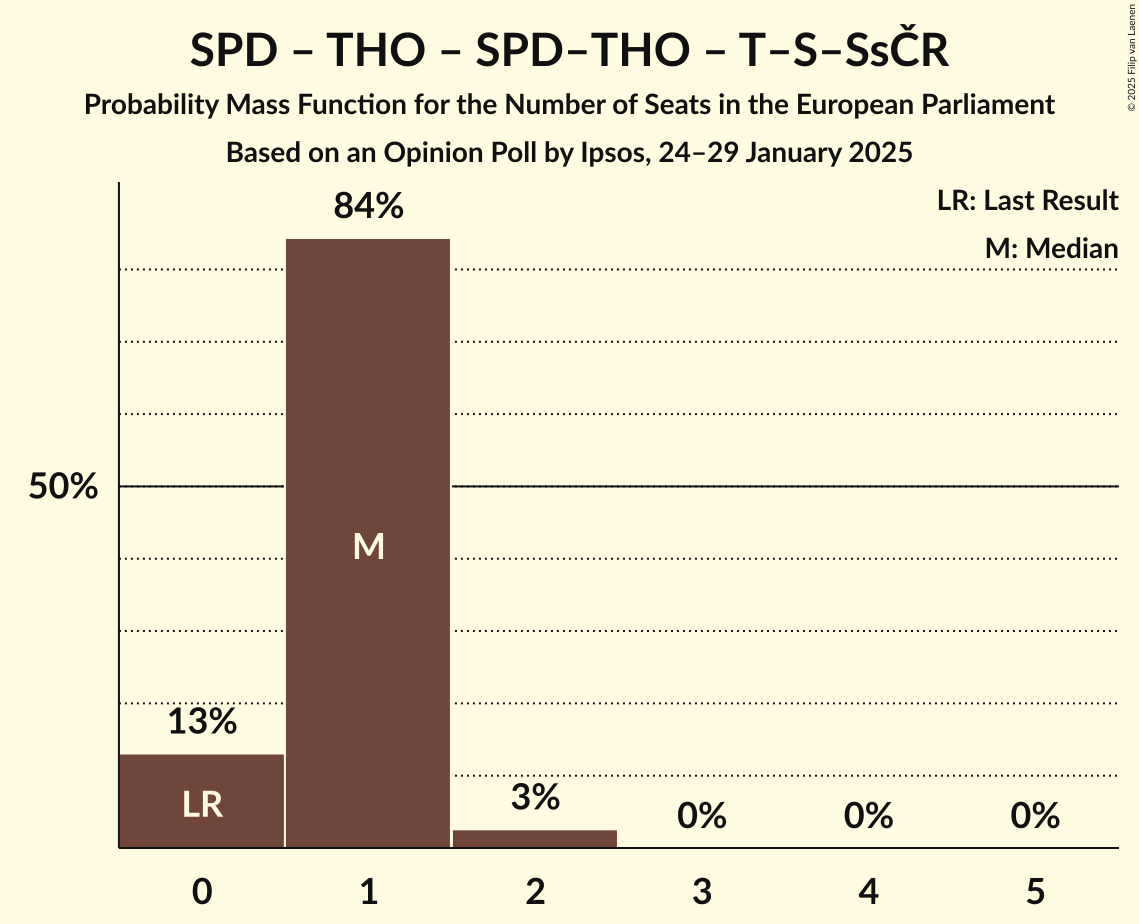 SPD – THO – SPD–THO – T–S–SsČR
Probability Mass Function for the Number of Seats in the European Parliament
Based on an Opinion Poll by Ipsos, 24–29 January 2025
© 2025 Filip van Laenen
LR: Last Result
M: Median
84%
50%
M
13%
LR
3%
0%
0%
0%
0
1
2
3
4
5